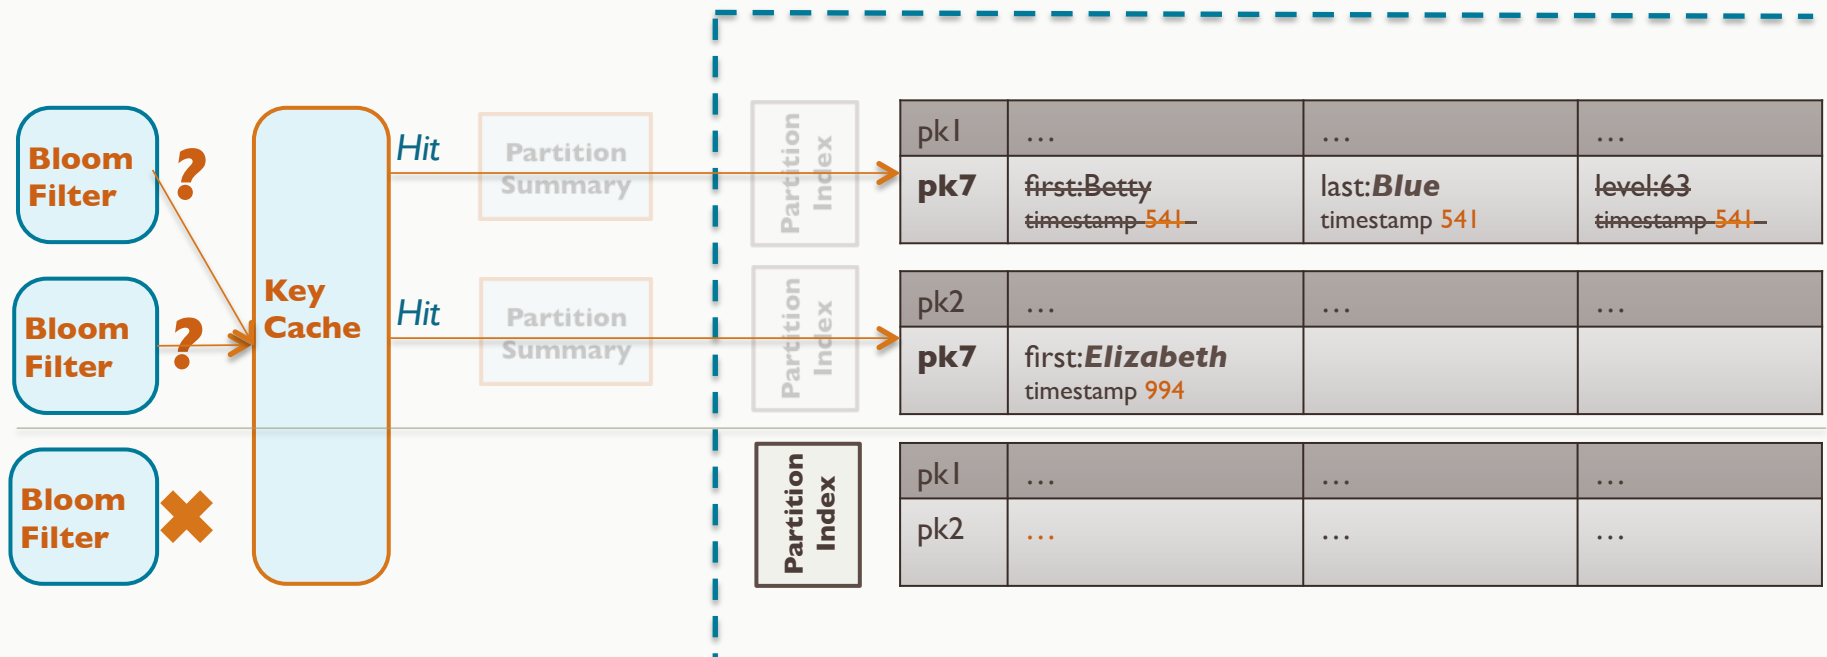 Bloom
Filter
?
Key
Cache
Hit
Partition
Summary
Partition
Index
pk1 … … …
pk7 first:Betty last:Blue level:63
timestamp 541 timestamp 541 timestamp 541
Bloom
Filter
?
Hit
Partition
Summary
Partition
Index
pk2 … … …
pk7 first:Elizabeth
timestamp 994
Bloom
Filter
Partition
Index
pk1 … … …
pk2 … … …